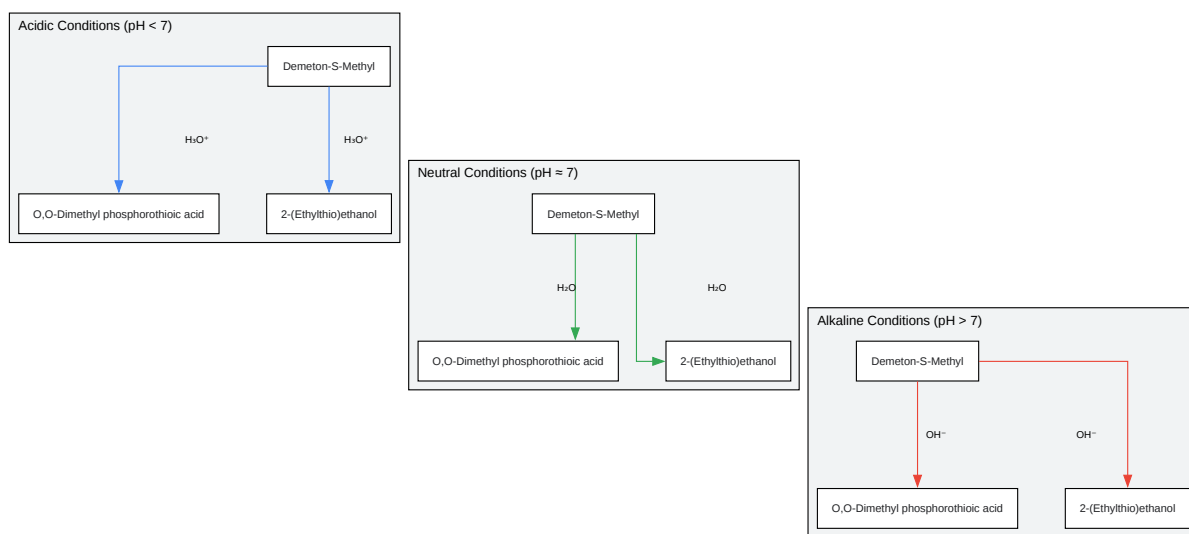 Acidic Conditions (pH < 7)
Demeton-S-Methyl
H₃O⁺
H₃O⁺
O,O-Dimethyl phosphorothioic acid
2-(Ethylthio)ethanol
Neutral Conditions (pH ≈ 7)
Demeton-S-Methyl
H₂O
H₂O
O,O-Dimethyl phosphorothioic acid
2-(Ethylthio)ethanol
Alkaline Conditions (pH > 7)
Demeton-S-Methyl
OH⁻
OH⁻
O,O-Dimethyl phosphorothioic acid
2-(Ethylthio)ethanol